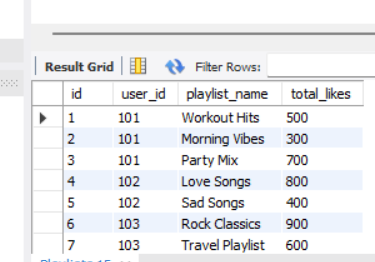 Result Grid Filter Rows:
id user_id playlist_name total_likes
1 101 Workout Hits 500
2 101 Morning Vibes 300
3 101 Party Mix 700
4 102 Love Songs 800
5 102 Sad Songs 400
6 103 Rock Classics 900
7 103 Travel Playlist 600